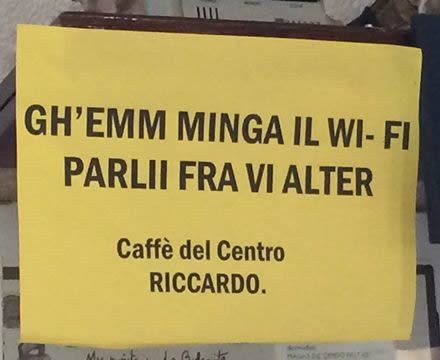 GH'EMM MINGA IL WI- FI
PARLII FRA VI ALTER
Caffè del Centro
RICCARDO.